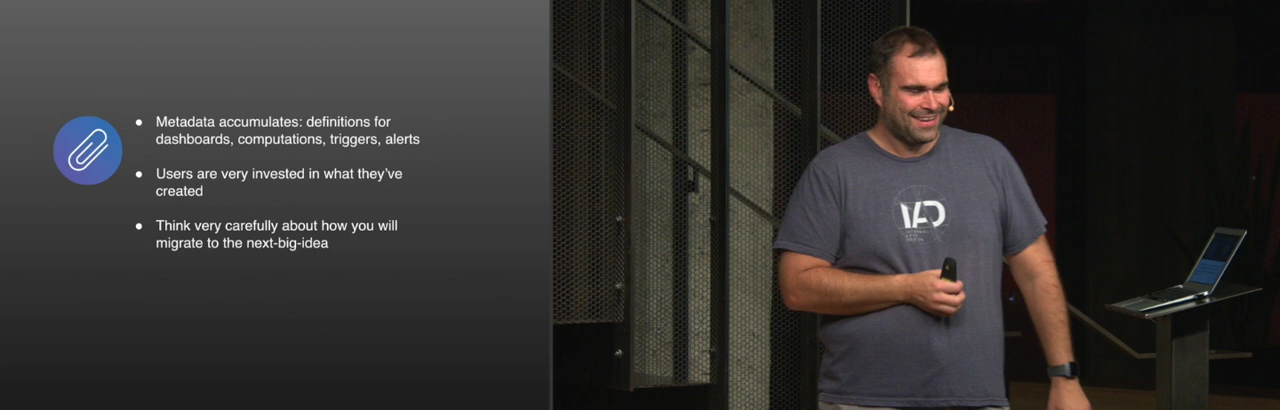 Metadata accumulates: definitions for
dashboards, computations, triggers, alerts
Users are very invested in what they've
created
Think very carefully about how you will
migrate to the next-big-idea